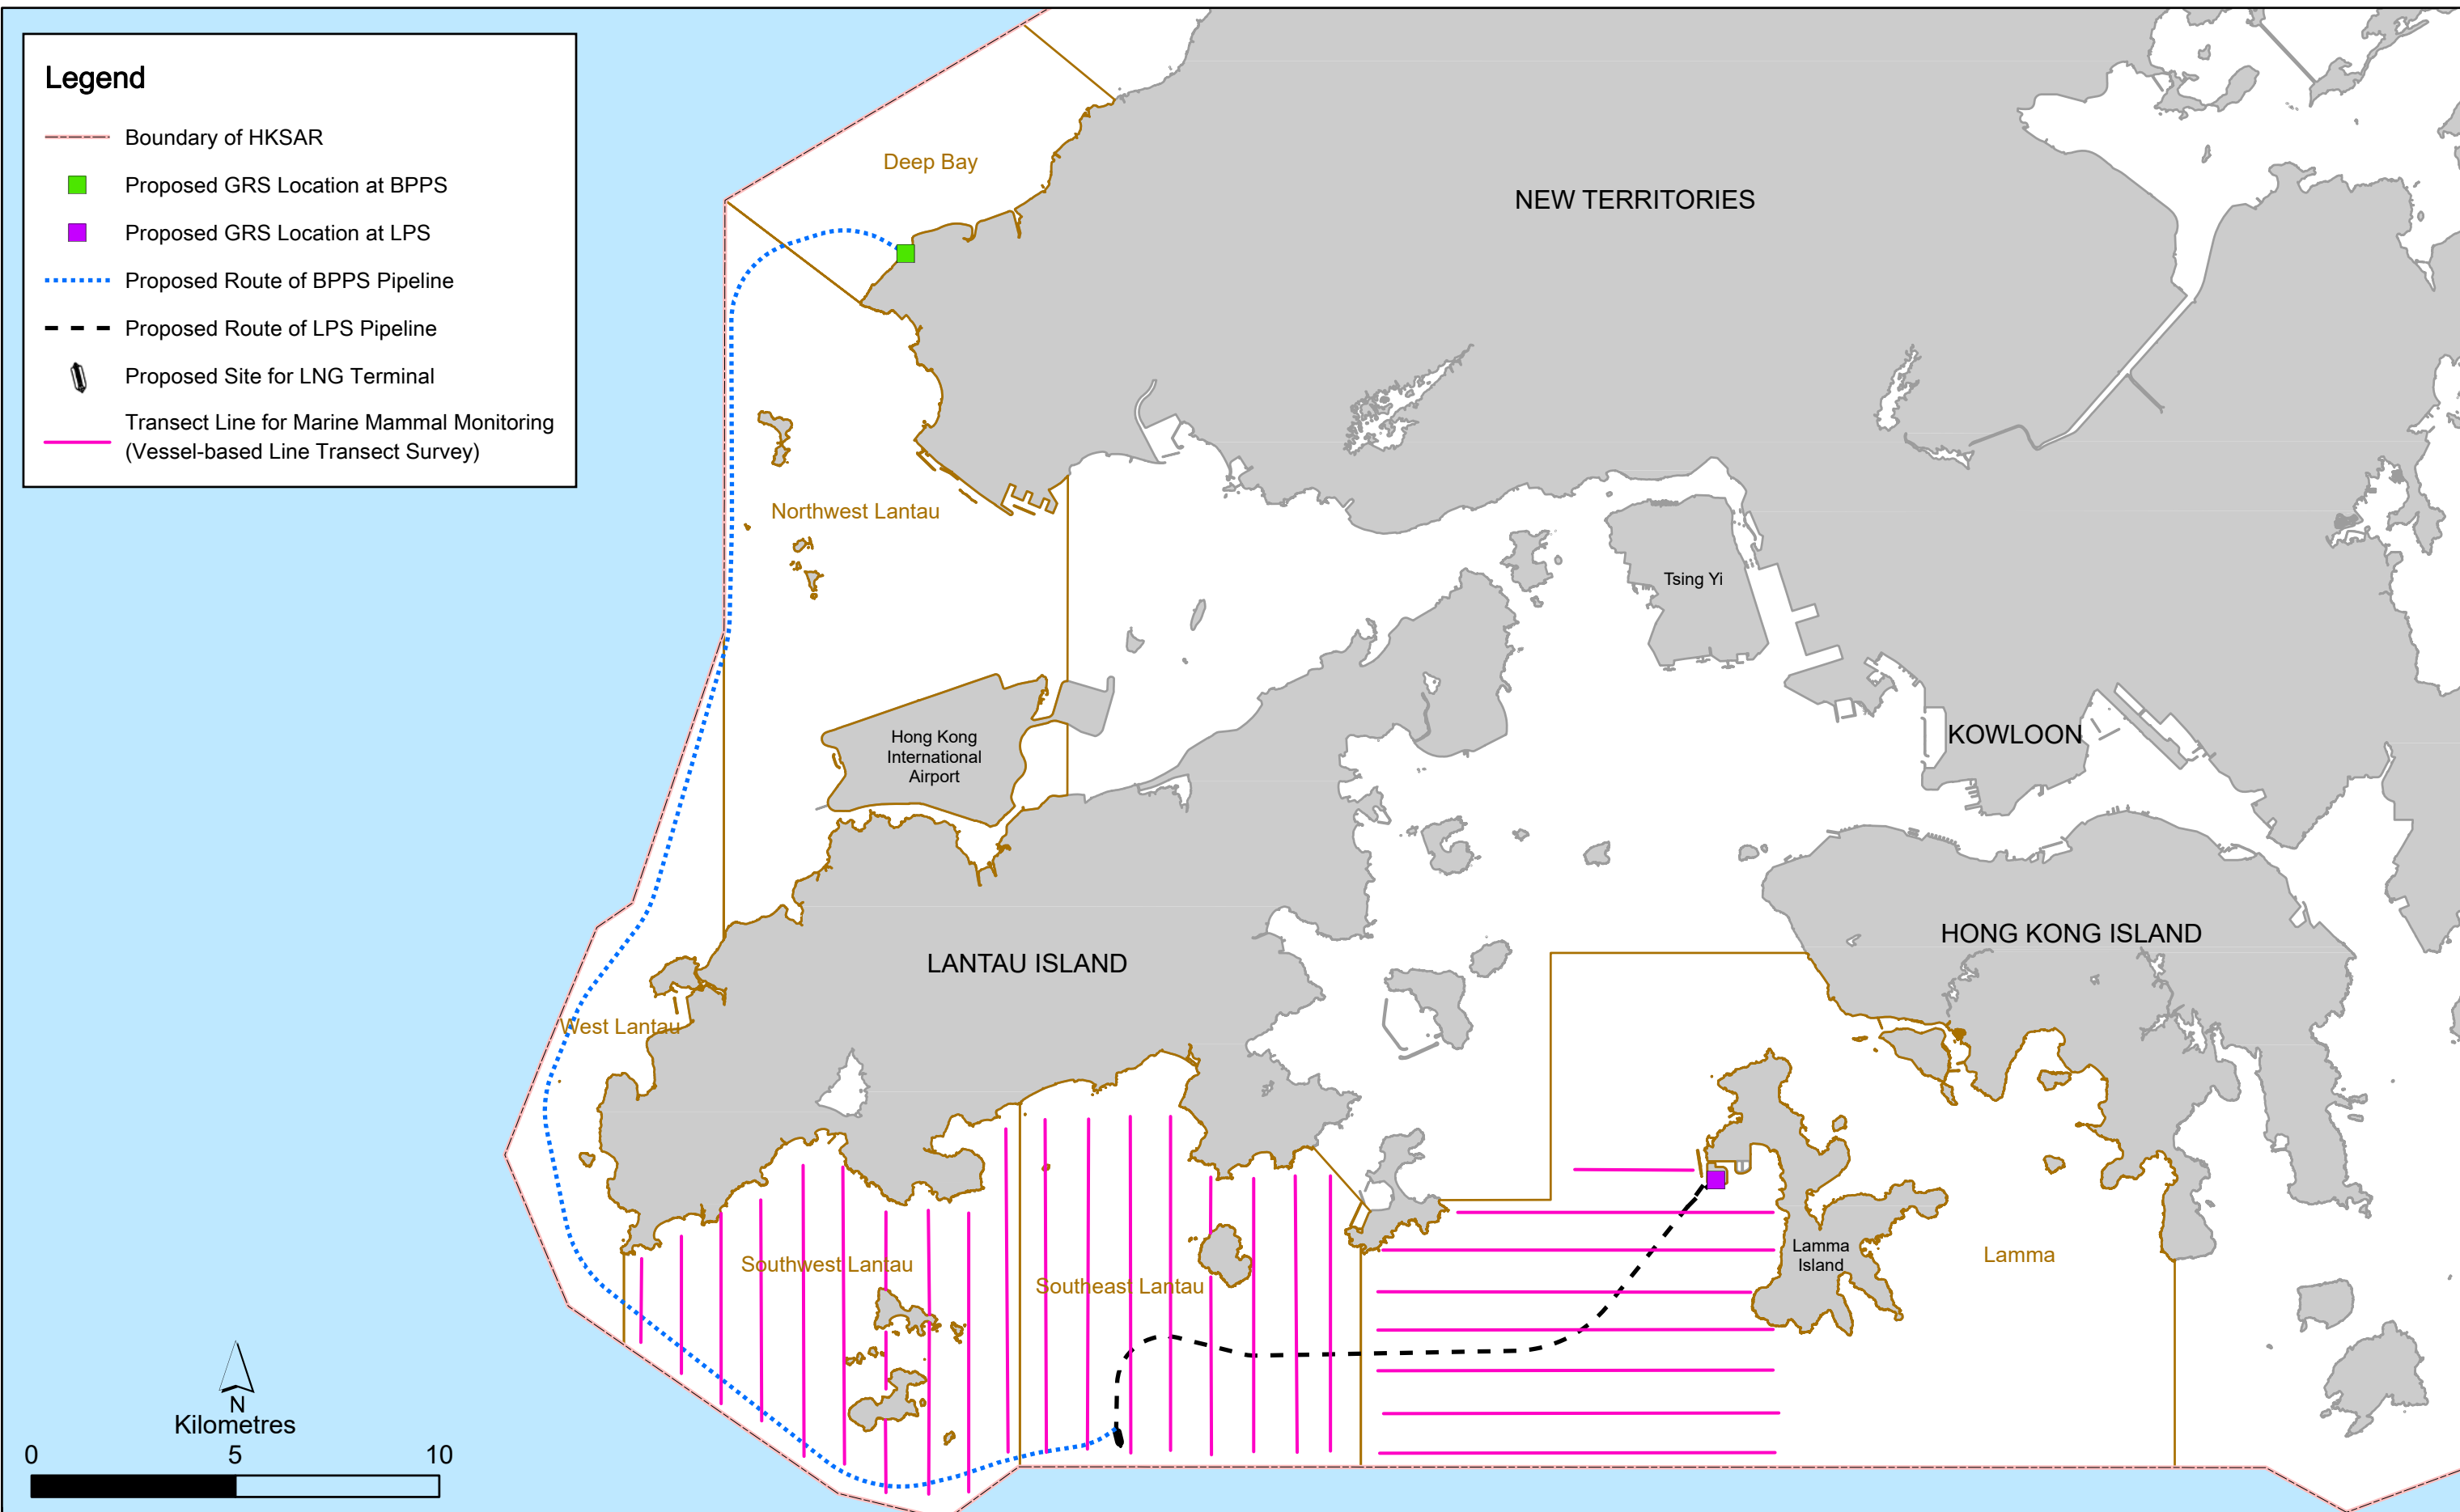 Legend
Boundary of HKSAR
Proposed GRS Location at BPPS
Proposed GRS Location at LPS
Proposed Route of BPPS Pipeline
Proposed Route of LPS Pipeline
Proposed Site for LNG Terminal
Transect Line for Marine Mammal Monitoring
(Vessel-based Line Transect Survey)
Deep Bay
NEW TERRITORIES
Northwest Lantau
Tsing Yi
Hong Kong
International
Airport
KOWLOON
HONG KONG ISLAND
LANTAU ISLAND
West Lantau
Southwest Lantau
Southeast Lantau
Lamma
Island
Lamma
N
Kilometres
0 5 10